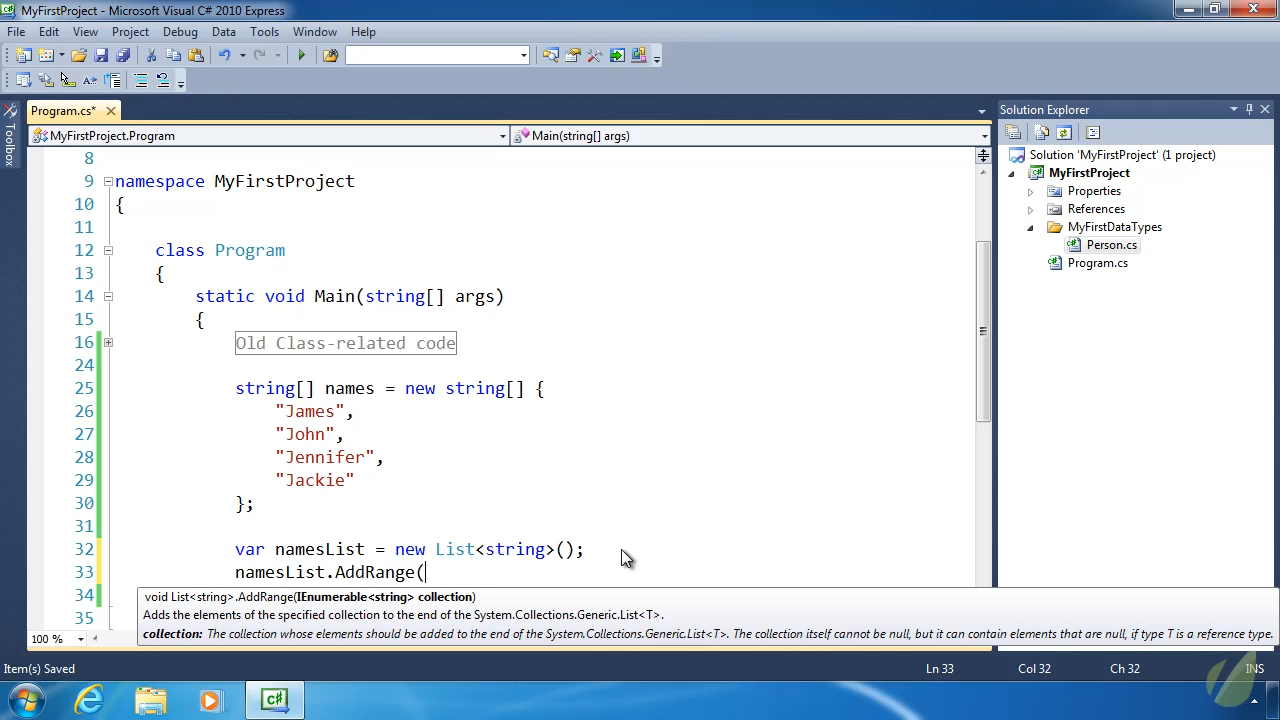 MyFirstProject - Microsoft Visual C# 2010 Express
File Edit View Project Debug Data Tools Window Help
Program.cs*
Solution Explorer
Toolbox
MyFirstProject.Program
Main(string[] args)
Solution 'MyFirstProject' (1 project)
MyFirstProject
Properties
References
MyFirstDataTypes
Person.cs
Program.cs
8
9 namespace MyFirstProject
10 {
11
12 class Program
13 {
14 static void Main(string[] args)
15 {
16 Old Class-related code
24
25 string[] names = new string[] {
26 "James",
27 "John",
28 "Jennifer",
29 "Jackie"
30 };
31
32 var namesList = new List<string>();
33 namesList.AddRange(
34
35
void List<string>.AddRange(IEnumerable<string> collection)
Adds the elements of the specified collection to the end of the System.Collections.Generic.List<T>.
collection: The collection whose elements should be added to the end of the System.Collections.Generic.List<T>. The collection itself cannot be null, but it can contain elements that are null, if type T is a reference type.
100 %
Item(s) Saved
Ln 33 Col 32 Ch 32 INS
C#